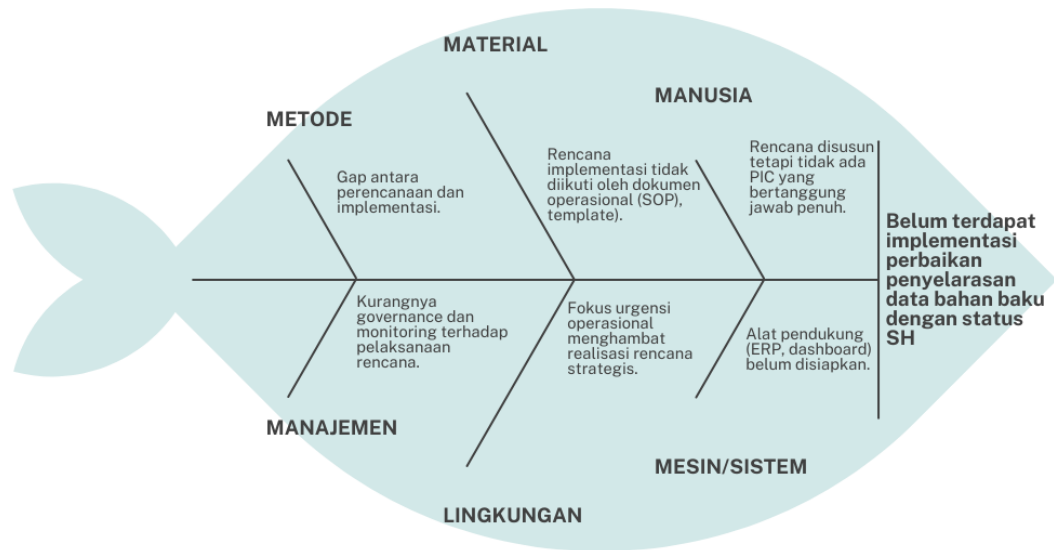 MATERIAL
MANUSIA
METODE
Rencana disusun
tetapi tidak ada
PIC yang
bertanggung
jawab penuh.
Rencana
implementasi tidak
diikuti oleh dokumen
operasional (SOP),
template).
Gap antara
perencanaan dan
implementasi.
Belum terdapat
implementasi
perbaikan
penyelarasan
data bahan baku
dengan status
SH
Kurangnya
governance dan
monitoring terhadap
pelaksanaan
rencana.
Fokus urgensi
operasional
menghambat
realisasi rencana
strategis.
Alat pendukung
(ERP, dashboard)
belum disiapkan.
MANAJEMEN
MESIN/SISTEM
LINGKUNGAN